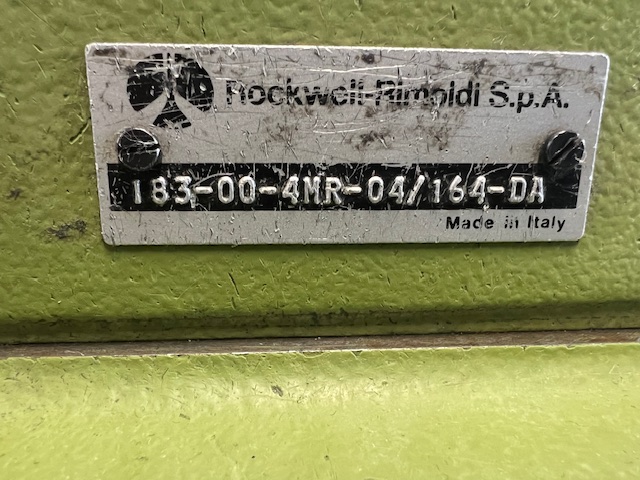 Rockwell-Rimoldi S.p.A.
183-00-4MR-04/164-DA
Made in Italy